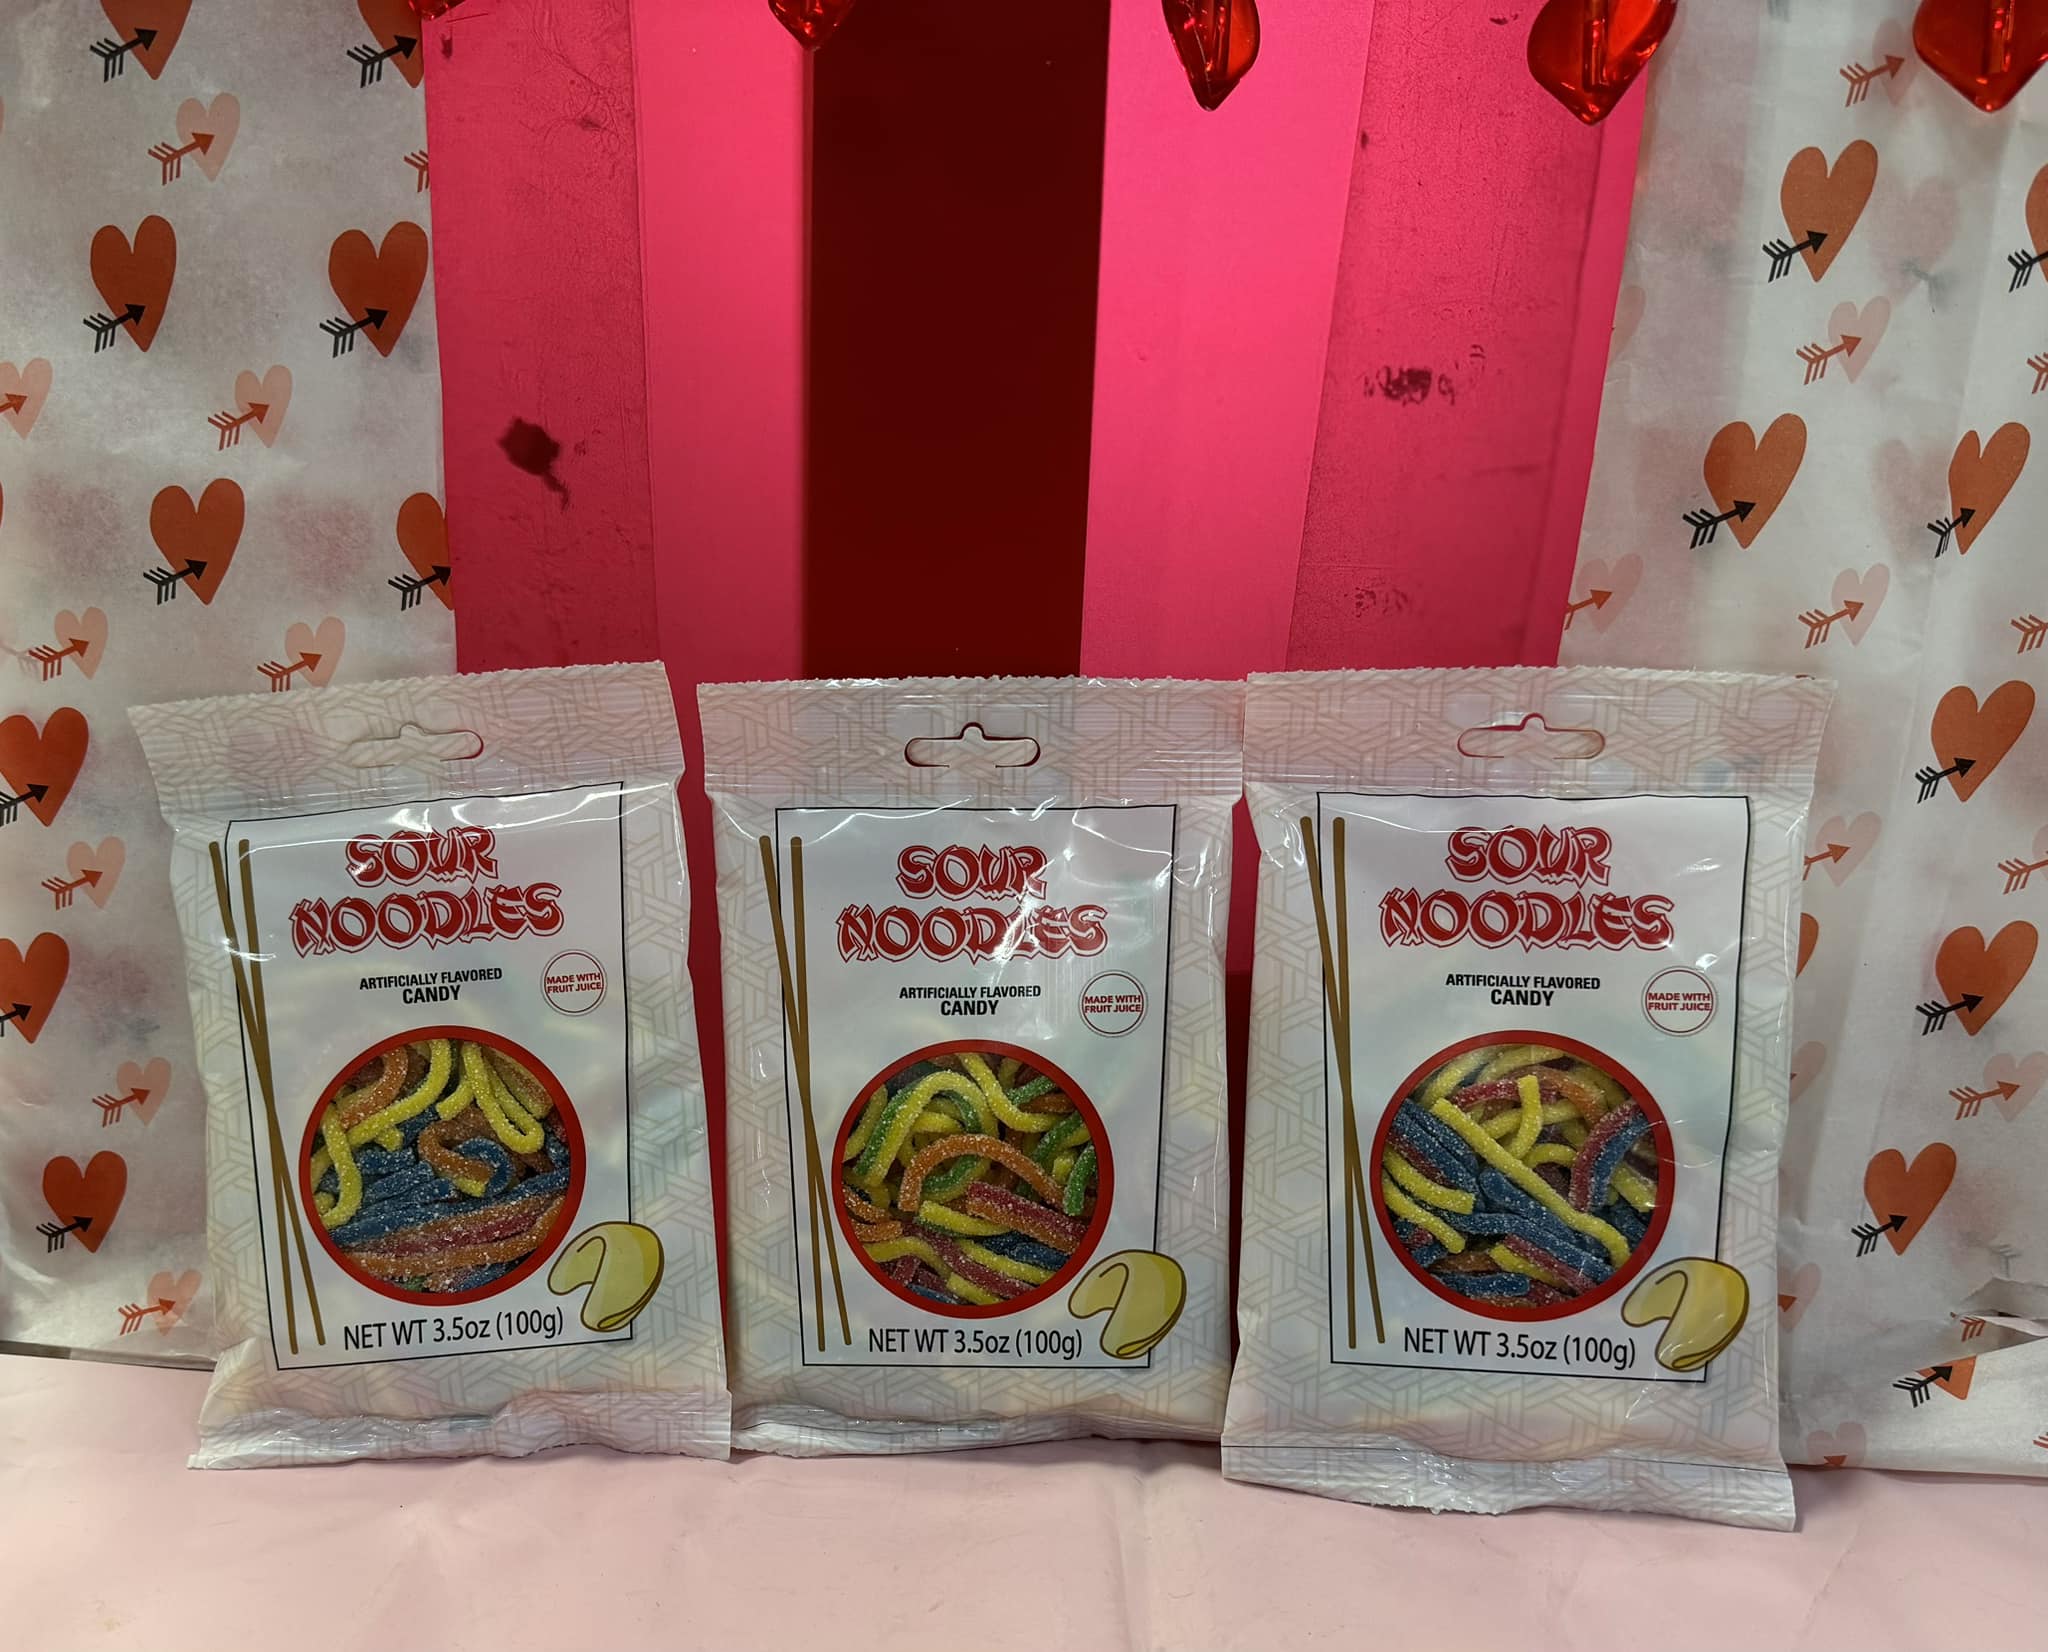 SOUR
NOODLES
ARTIFICIALLY FLAVORED
CANDY
MADE WITH
FRUIT JUICE
NET WT 3.5oz (100g)
SOUR
NOODLES
ARTIFICIALLY FLAVORED
CANDY
MADE WITH
FRUIT JUICE
NET WT 3.5oz (100g)
SOUR
NOODLES
ARTIFICIALLY FLAVORED
CANDY
MADE WITH
FRUIT JUICE
NET WT 3.5oz (100g)